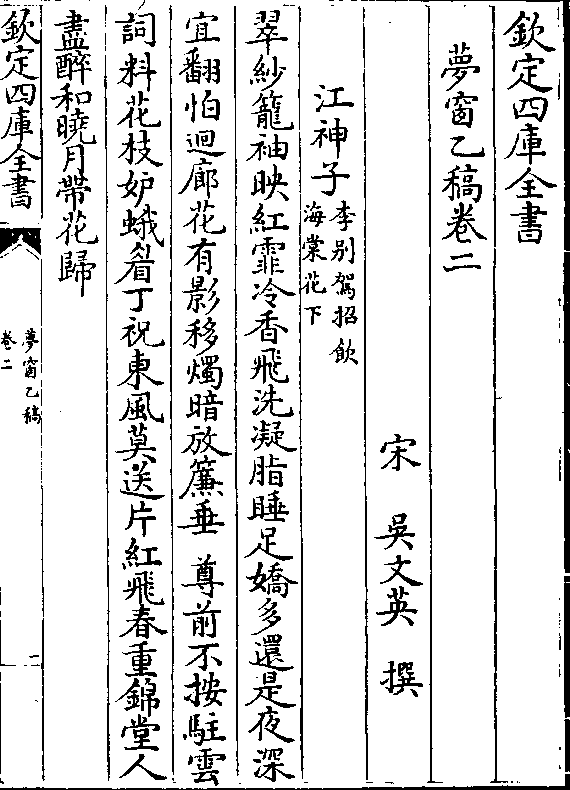 欽定四庫全書
夢窗乙稿卷二
宋 吳文英 撰
江神子 李别駕招飲
海棠花下
翠紗籠袖映紅霏冷香飛洗凝脂睡足嬌多還是夜深
宜翻怕迴廊花有影移燭暗放簾垂 尊前不按駐雲
詞料花枝妒蛾眉丁祝東風莫送片紅飛春重錦堂人
盡醉和曉月帶花歸
欽定四庫全書
夢窗乙稿
卷二
二